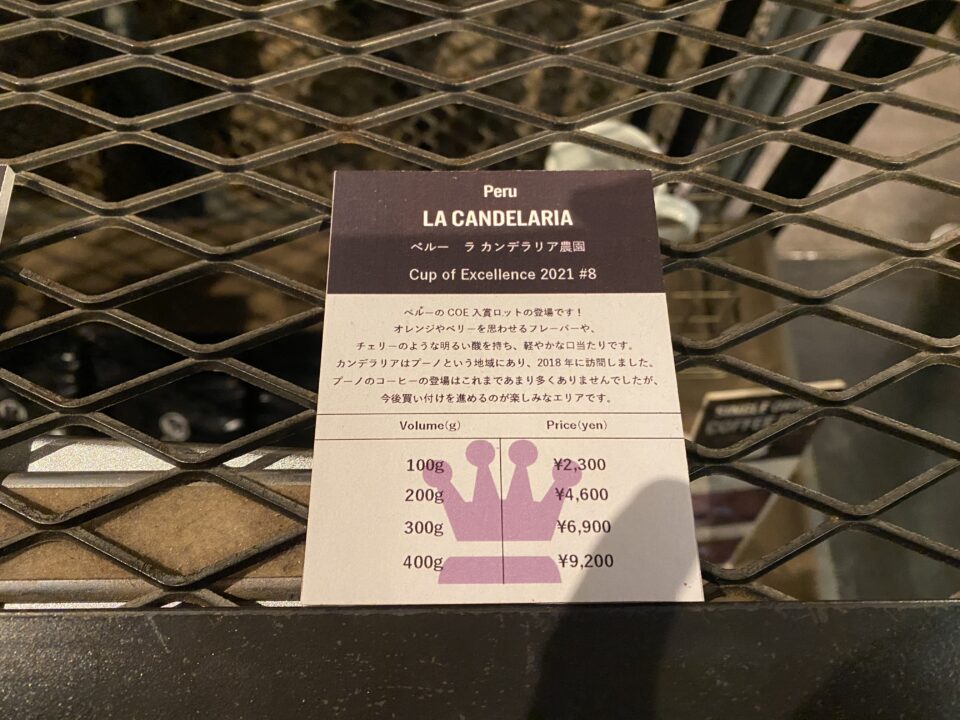 Peru
LA CANDELARIA
ペルー ラ カンデラリア農園
Cup of Excellence 2021 #8
ペルーの COE 入賞ロットの登場です！
オレンジやベリーを思わせるフレーバーや、
チェリーのような明るい酸を持ち、軽やかな口当たりです。
カンデラリアはプーノという地域にあり、2018 年に訪問しました。
プーノのコーヒーの登場はこれまであまり多くありませんでしたが、
今後買い付けを進めるのが楽しみなエリアです。
Volume(g) Price(yen)
100g ¥2,300
200g ¥4,600
300g ¥6,900
400g ¥9,200
SINGLE
COFFEE